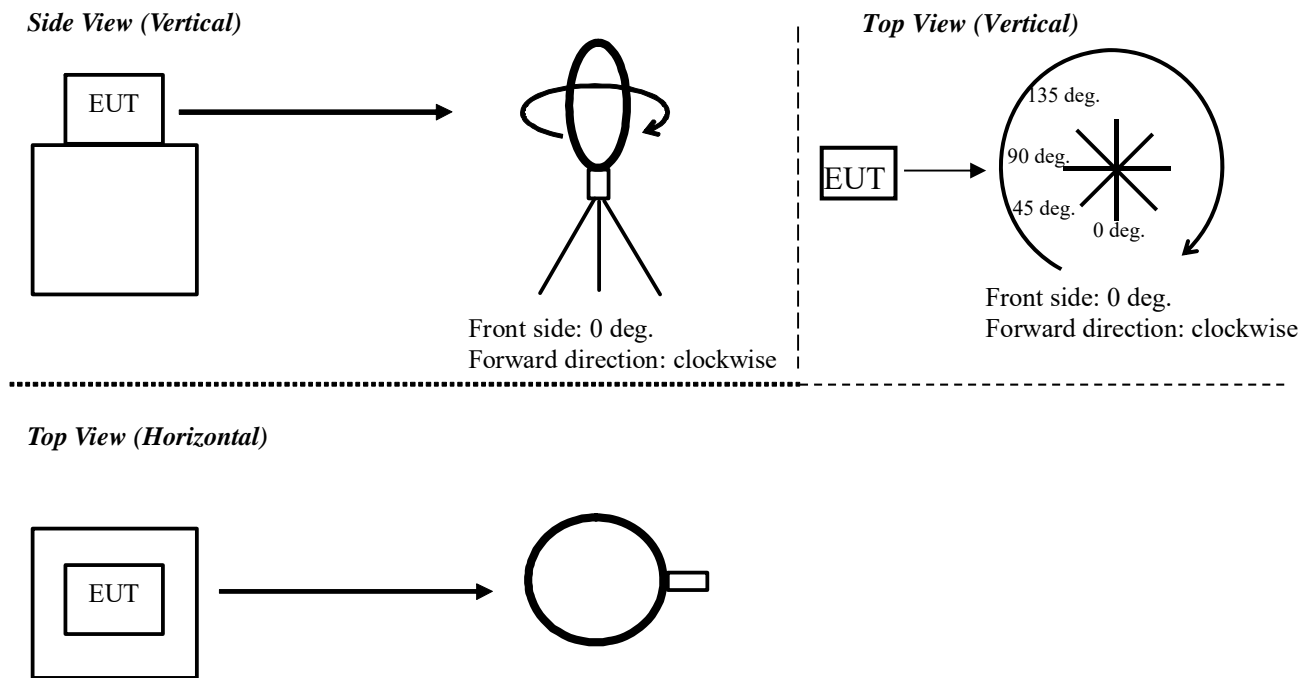 Side View (Vertical)
EUT
Front side: 0 deg.
Forward direction: clockwise
Top View (Vertical)
135 deg.
90 deg.
EUT
45 deg.
0 deg.
Front side: 0 deg.
Forward direction: clockwise
Top View (Horizontal)
EUT